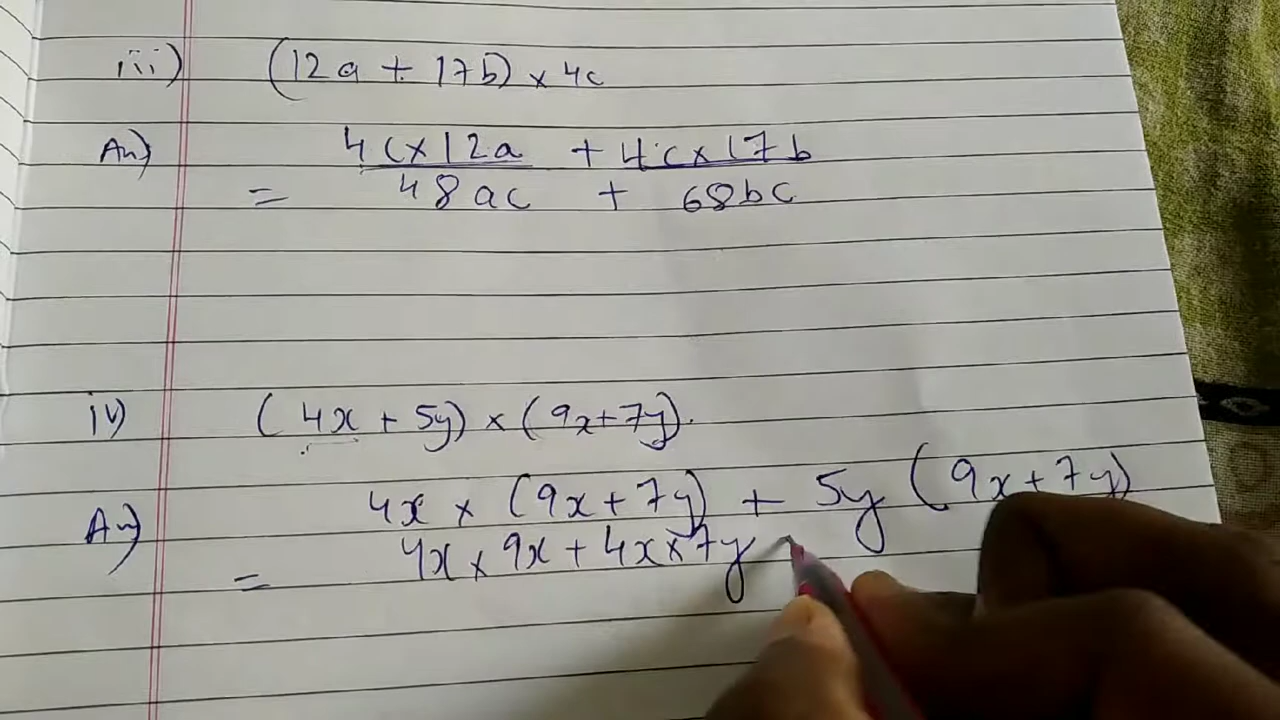 iii) (12a + 17b) × 4c
An) 4c×12a + 4c×17b
= 48ac + 68bc
iv) (4x + 5y) × (9x+7y).
An) 4x × (9x+7y) + 5y (9x+7y)
= 4x × 9x + 4x×7y